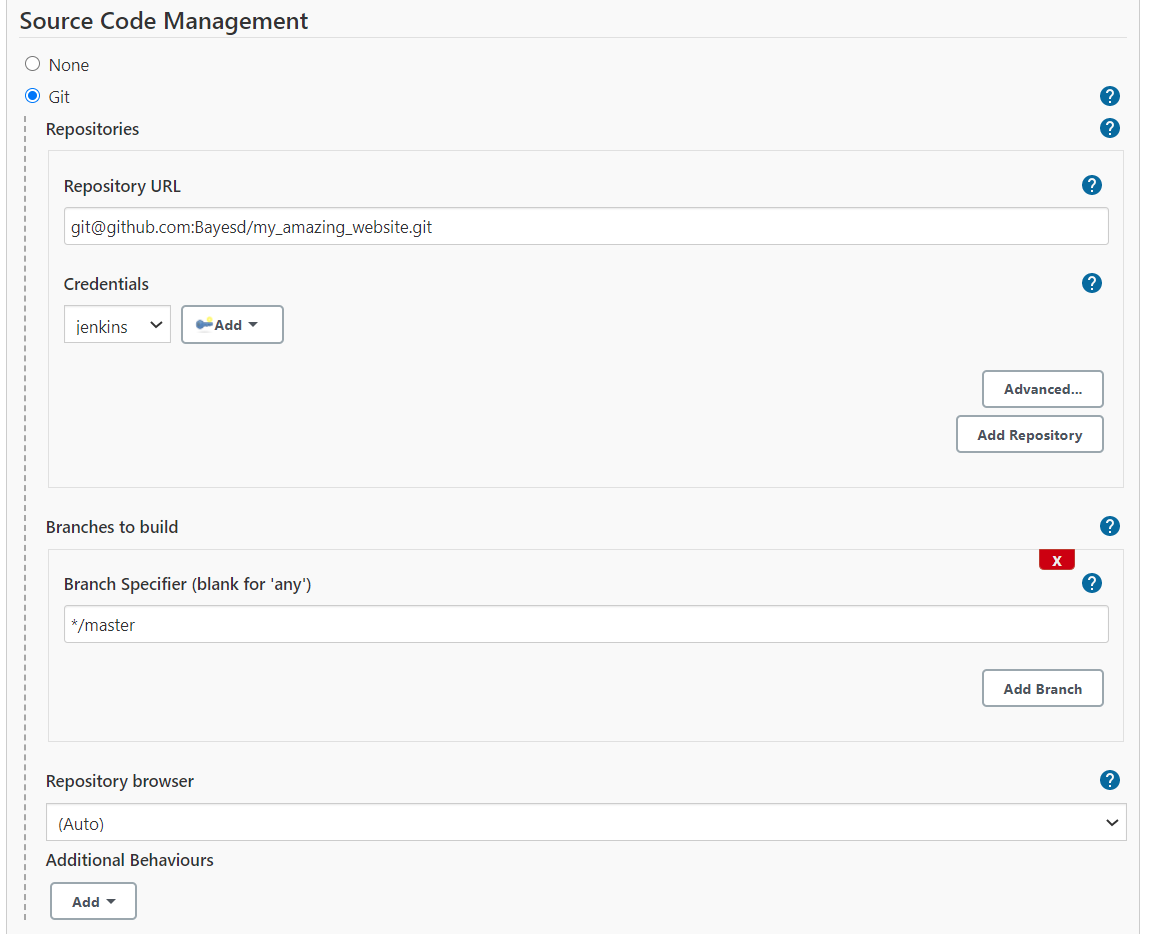 Source Code Management
None
Git
?
Repositories
?
Repository URL
?
git@github.com:Bayesd/my_amazing_website.git
Credentials
?
jenkins
Add
Advanced...
Add Repository
Branches to build
?
X
Branch Specifier (blank for 'any')
?
*/master
Add Branch
Repository browser
?
(Auto)
Additional Behaviours
Add